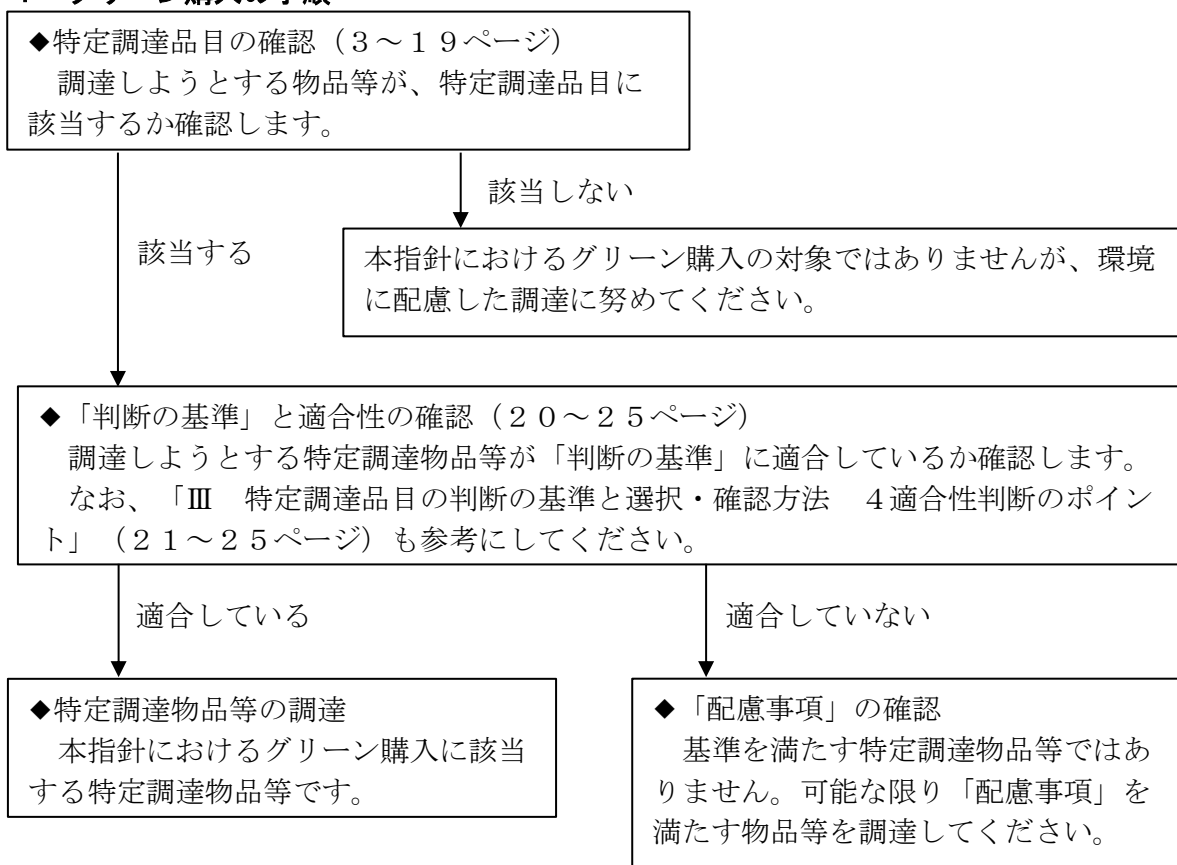 ◆特定調達品目の確認（３～１９ページ）
調達しようとする物品等が、特定調達品目に
該当するか確認します。
該当しない
該当する
本指針におけるグリーン購入の対象ではありませんが、環境
に配慮した調達に努めてください。
◆「判断の基準」と適合性の確認（２０～２５ページ）
調達しようとする特定調達物品等が「判断の基準」に適合しているか確認します。
なお、「Ⅲ　特定調達品目の判断の基準と選択・確認方法　４適合性判断のポイン
ト」（２１～２５ページ）も参考にしてください。
適合している
適合していない
◆特定調達物品等の調達
本指針におけるグリーン購入に該当
する特定調達物品等です。
◆「配慮事項」の確認
基準を満たす特定調達物品等ではあ
りません。可能な限り「配慮事項」を
満たす物品等を調達してください。